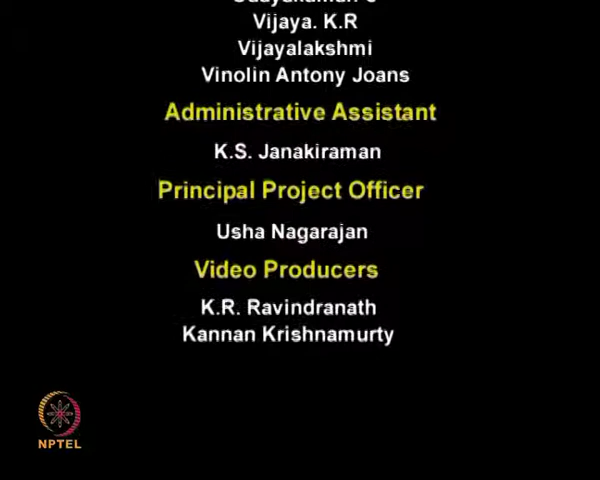 Vijaya. K.R
Vijayalakshmi
Vinolin Antony Joans
Administrative Assistant
K.S. Janakiraman
Principal Project Officer
Usha Nagarajan
Video Producers
K.R. Ravindranath
Kannan Krishnamurty
NPTEL